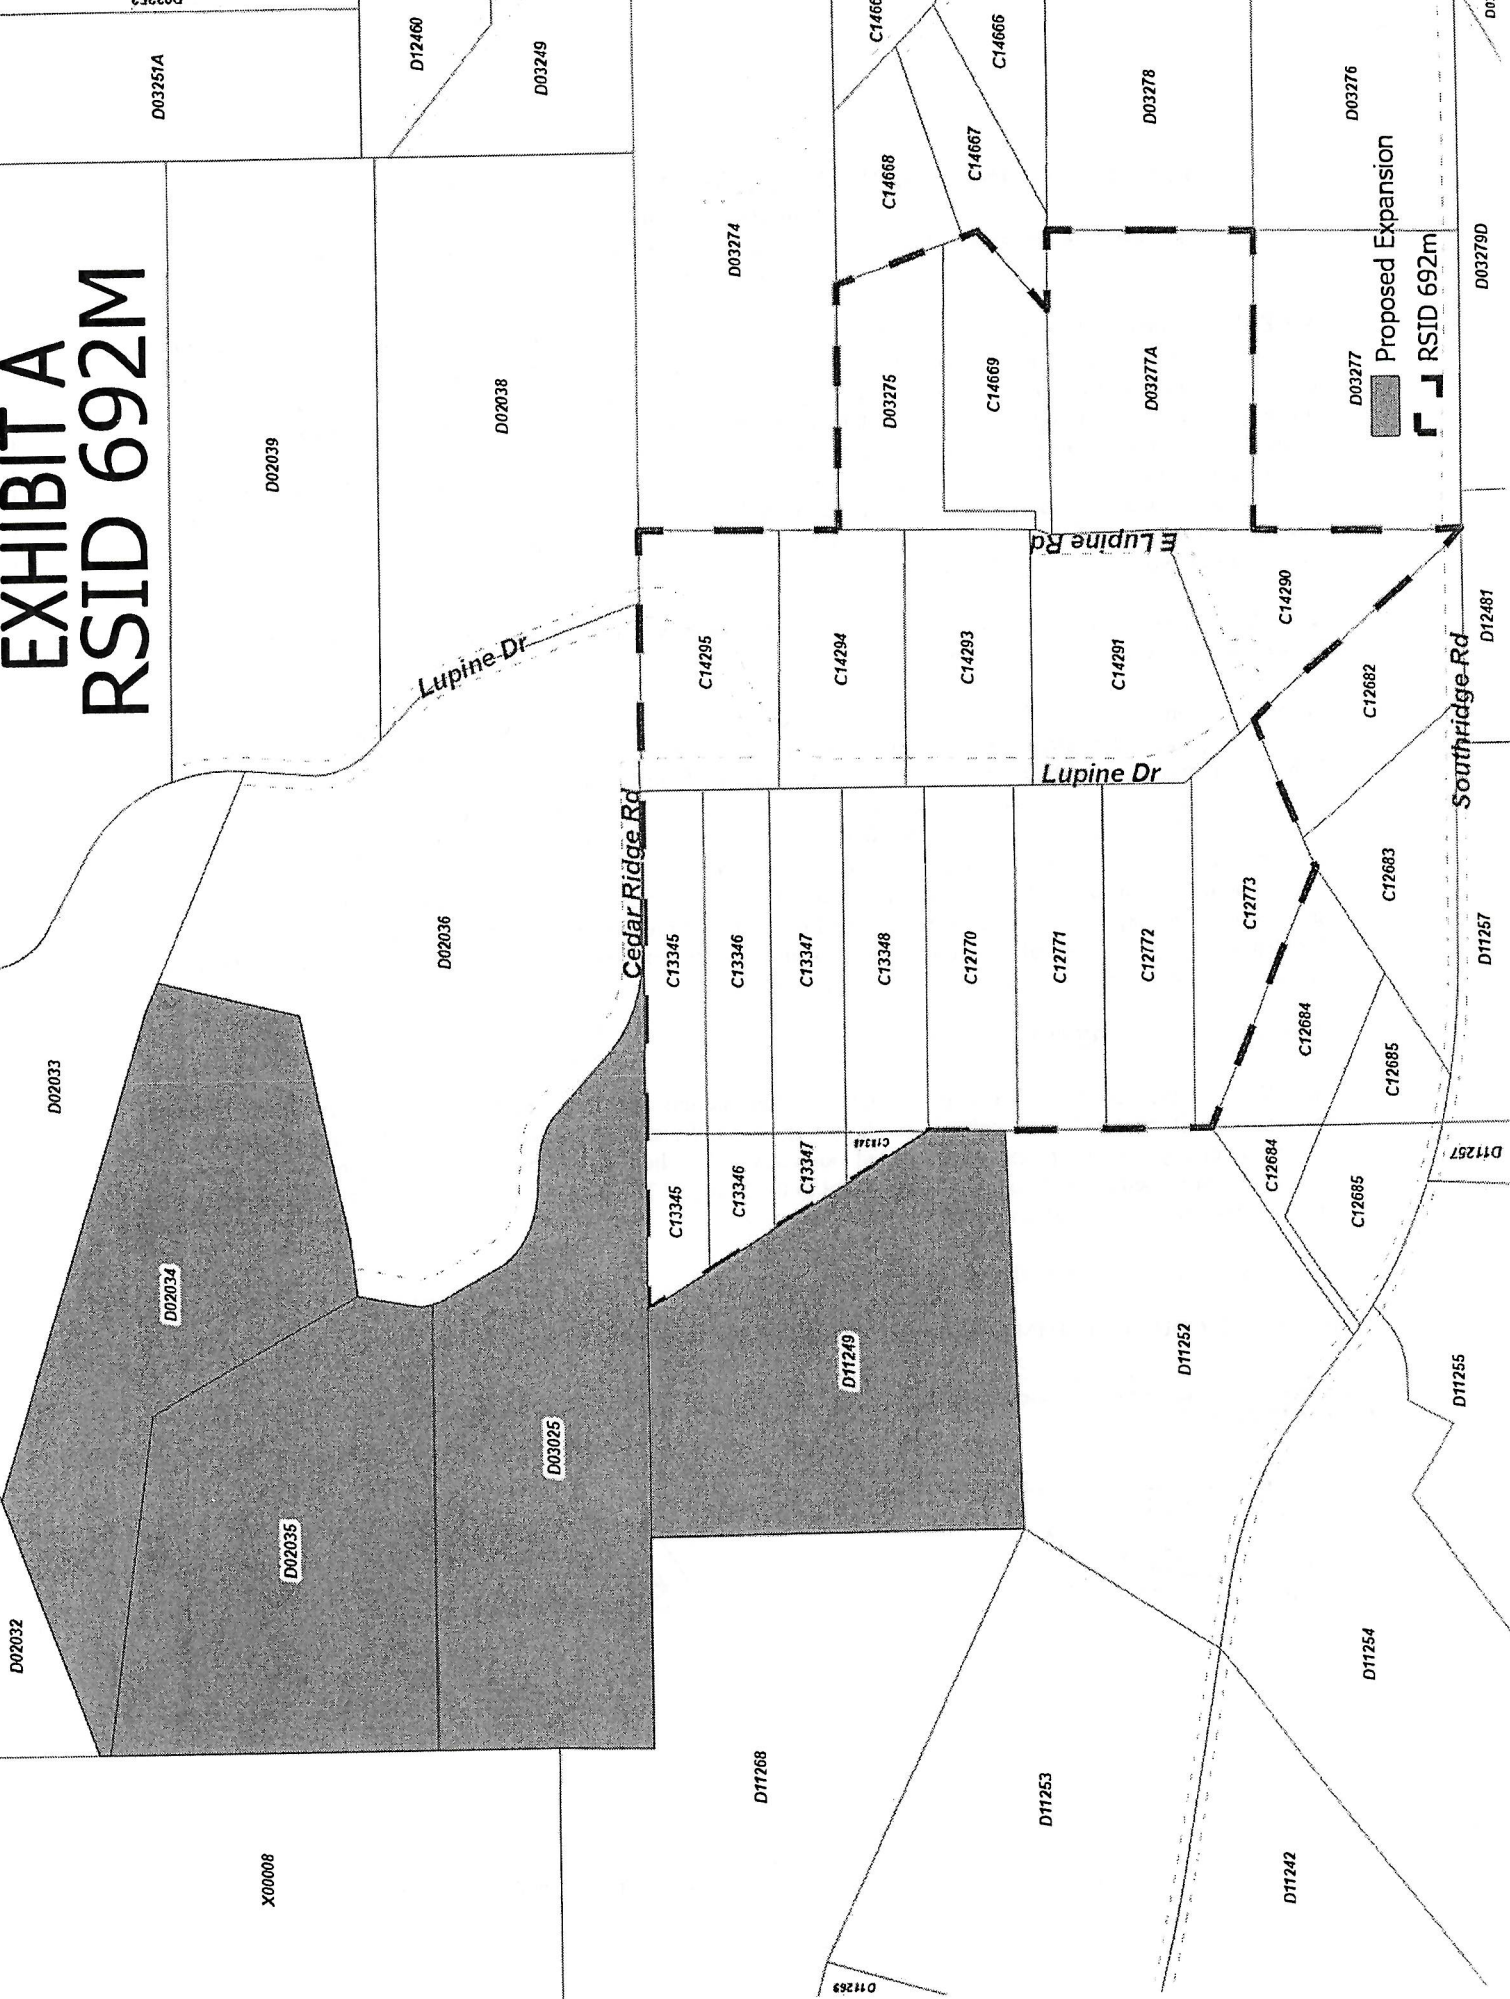 EXHIBIT A
RSID 692M
D03251A
D12460
D03249
D02039
D02038
D03274
C14666
C14667
C14668
D03278
D03276
D03275
C14669
D03277A
D03277
D03279D
Proposed Expansion
RSID 692m
Lupine Dr
E Lupine Rd
C14295
C14294
C14293
C14291
C14290
C12682
D12481
Southridge Rd
Lupine Dr
Cedar Ridge Rd
D02036
C13345
C13346
C13347
C13348
C12770
C12771
C12772
C12773
C12683
D11257
C12684
C12685
D02033
C13345
C13346
C13347
C13348
C12684
C12685
D11257
D02034
D11249
D11252
D11255
D03025
D02035
D02032
D11254
D11268
D11253
X00008
D11242
D11263